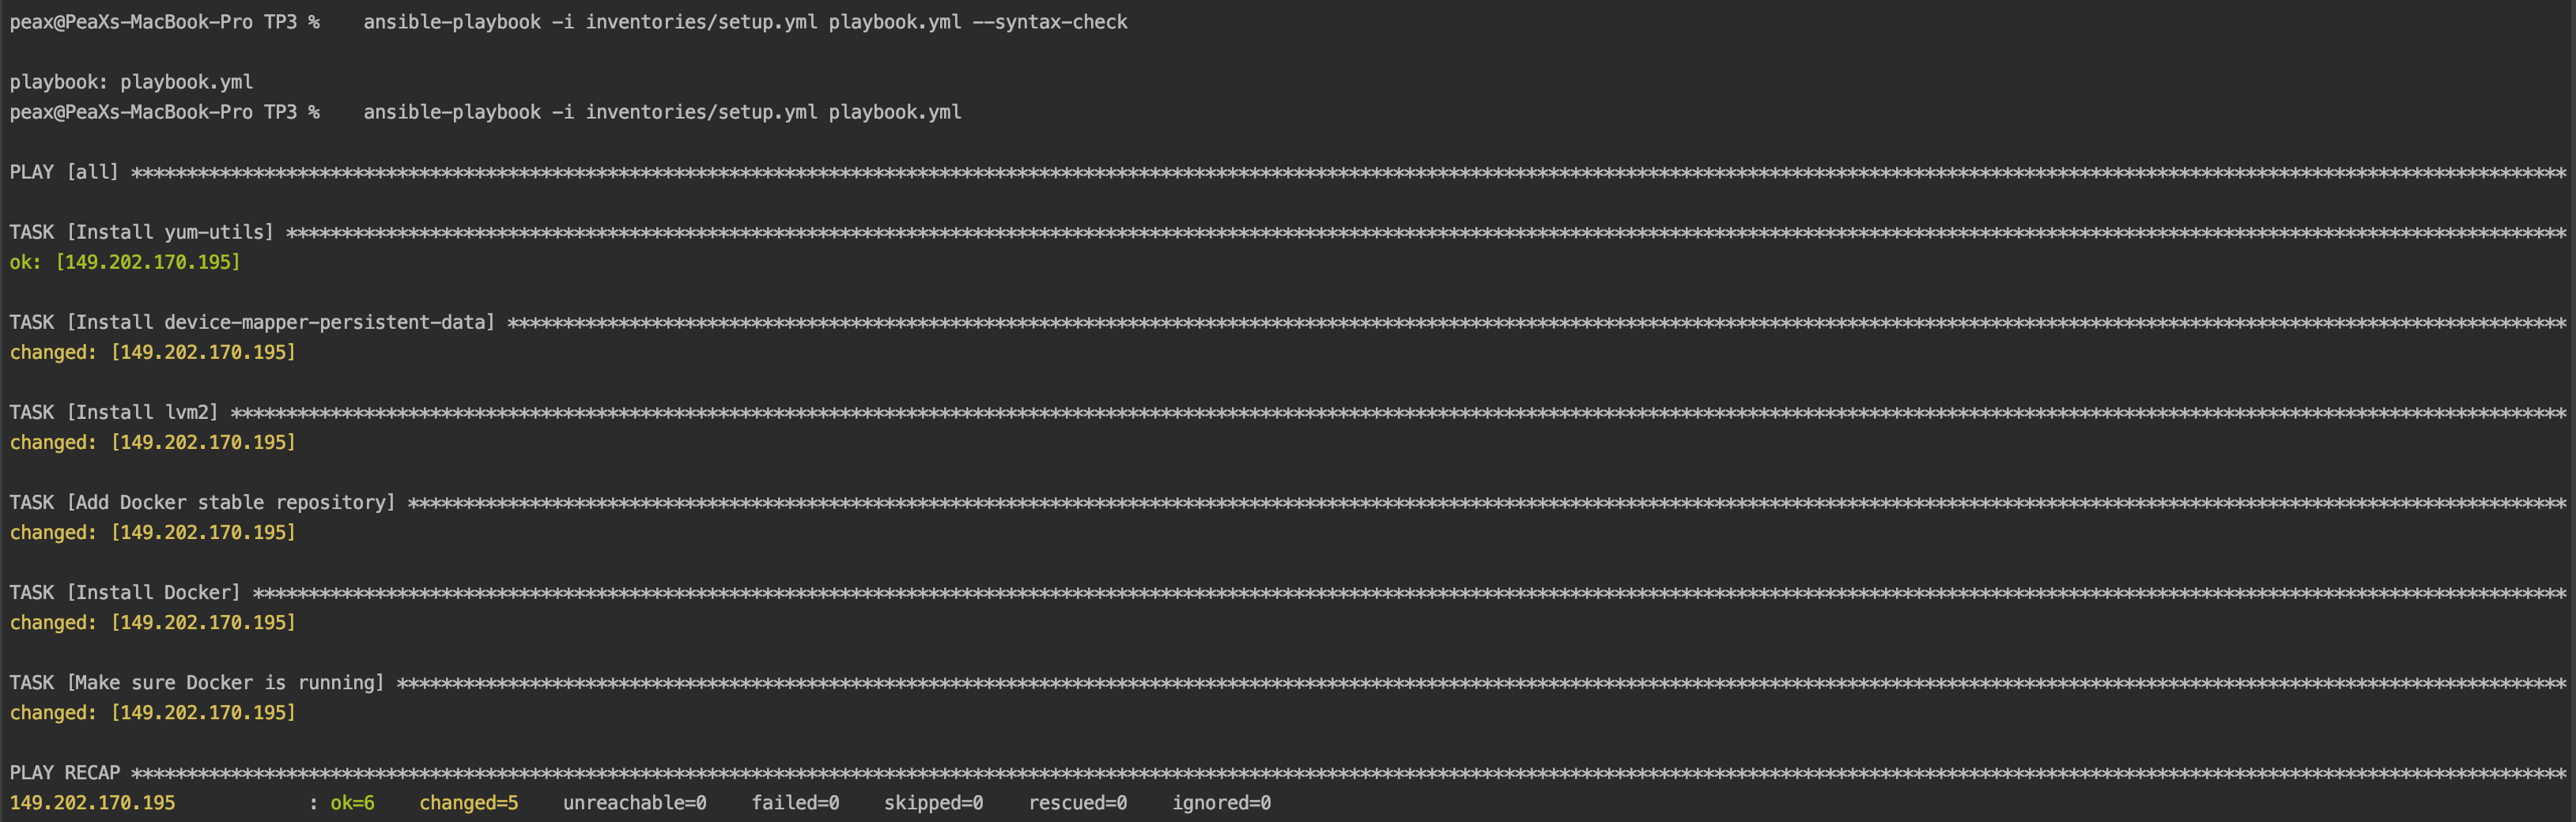 peax@PeaXs-MacBook-Pro TP3 %    ansible-playbook -i inventories/setup.yml playbook.yml --syntax-check
playbook: playbook.yml
peax@PeaXs-MacBook-Pro TP3 %    ansible-playbook -i inventories/setup.yml playbook.yml
PLAY [all] ****************************************************************************************************************************************************************************************************************************
TASK [Install yum-utils] **************************************************************************************************************************************************************************************************************
ok: [149.202.170.195]
TASK [Install device-mapper-persistent-data] ******************************************************************************************************************************************************************************************
changed: [149.202.170.195]
TASK [Install lvm2] *******************************************************************************************************************************************************************************************************************
changed: [149.202.170.195]
TASK [Add Docker stable repository] ***************************************************************************************************************************************************************************************************
changed: [149.202.170.195]
TASK [Install Docker] *****************************************************************************************************************************************************************************************************************
changed: [149.202.170.195]
TASK [Make sure Docker is running] ****************************************************************************************************************************************************************************************************
changed: [149.202.170.195]
PLAY RECAP ****************************************************************************************************************************************************************************************************************************
149.202.170.195            : ok=6    changed=5    unreachable=0    failed=0    skipped=0    rescued=0    ignored=0